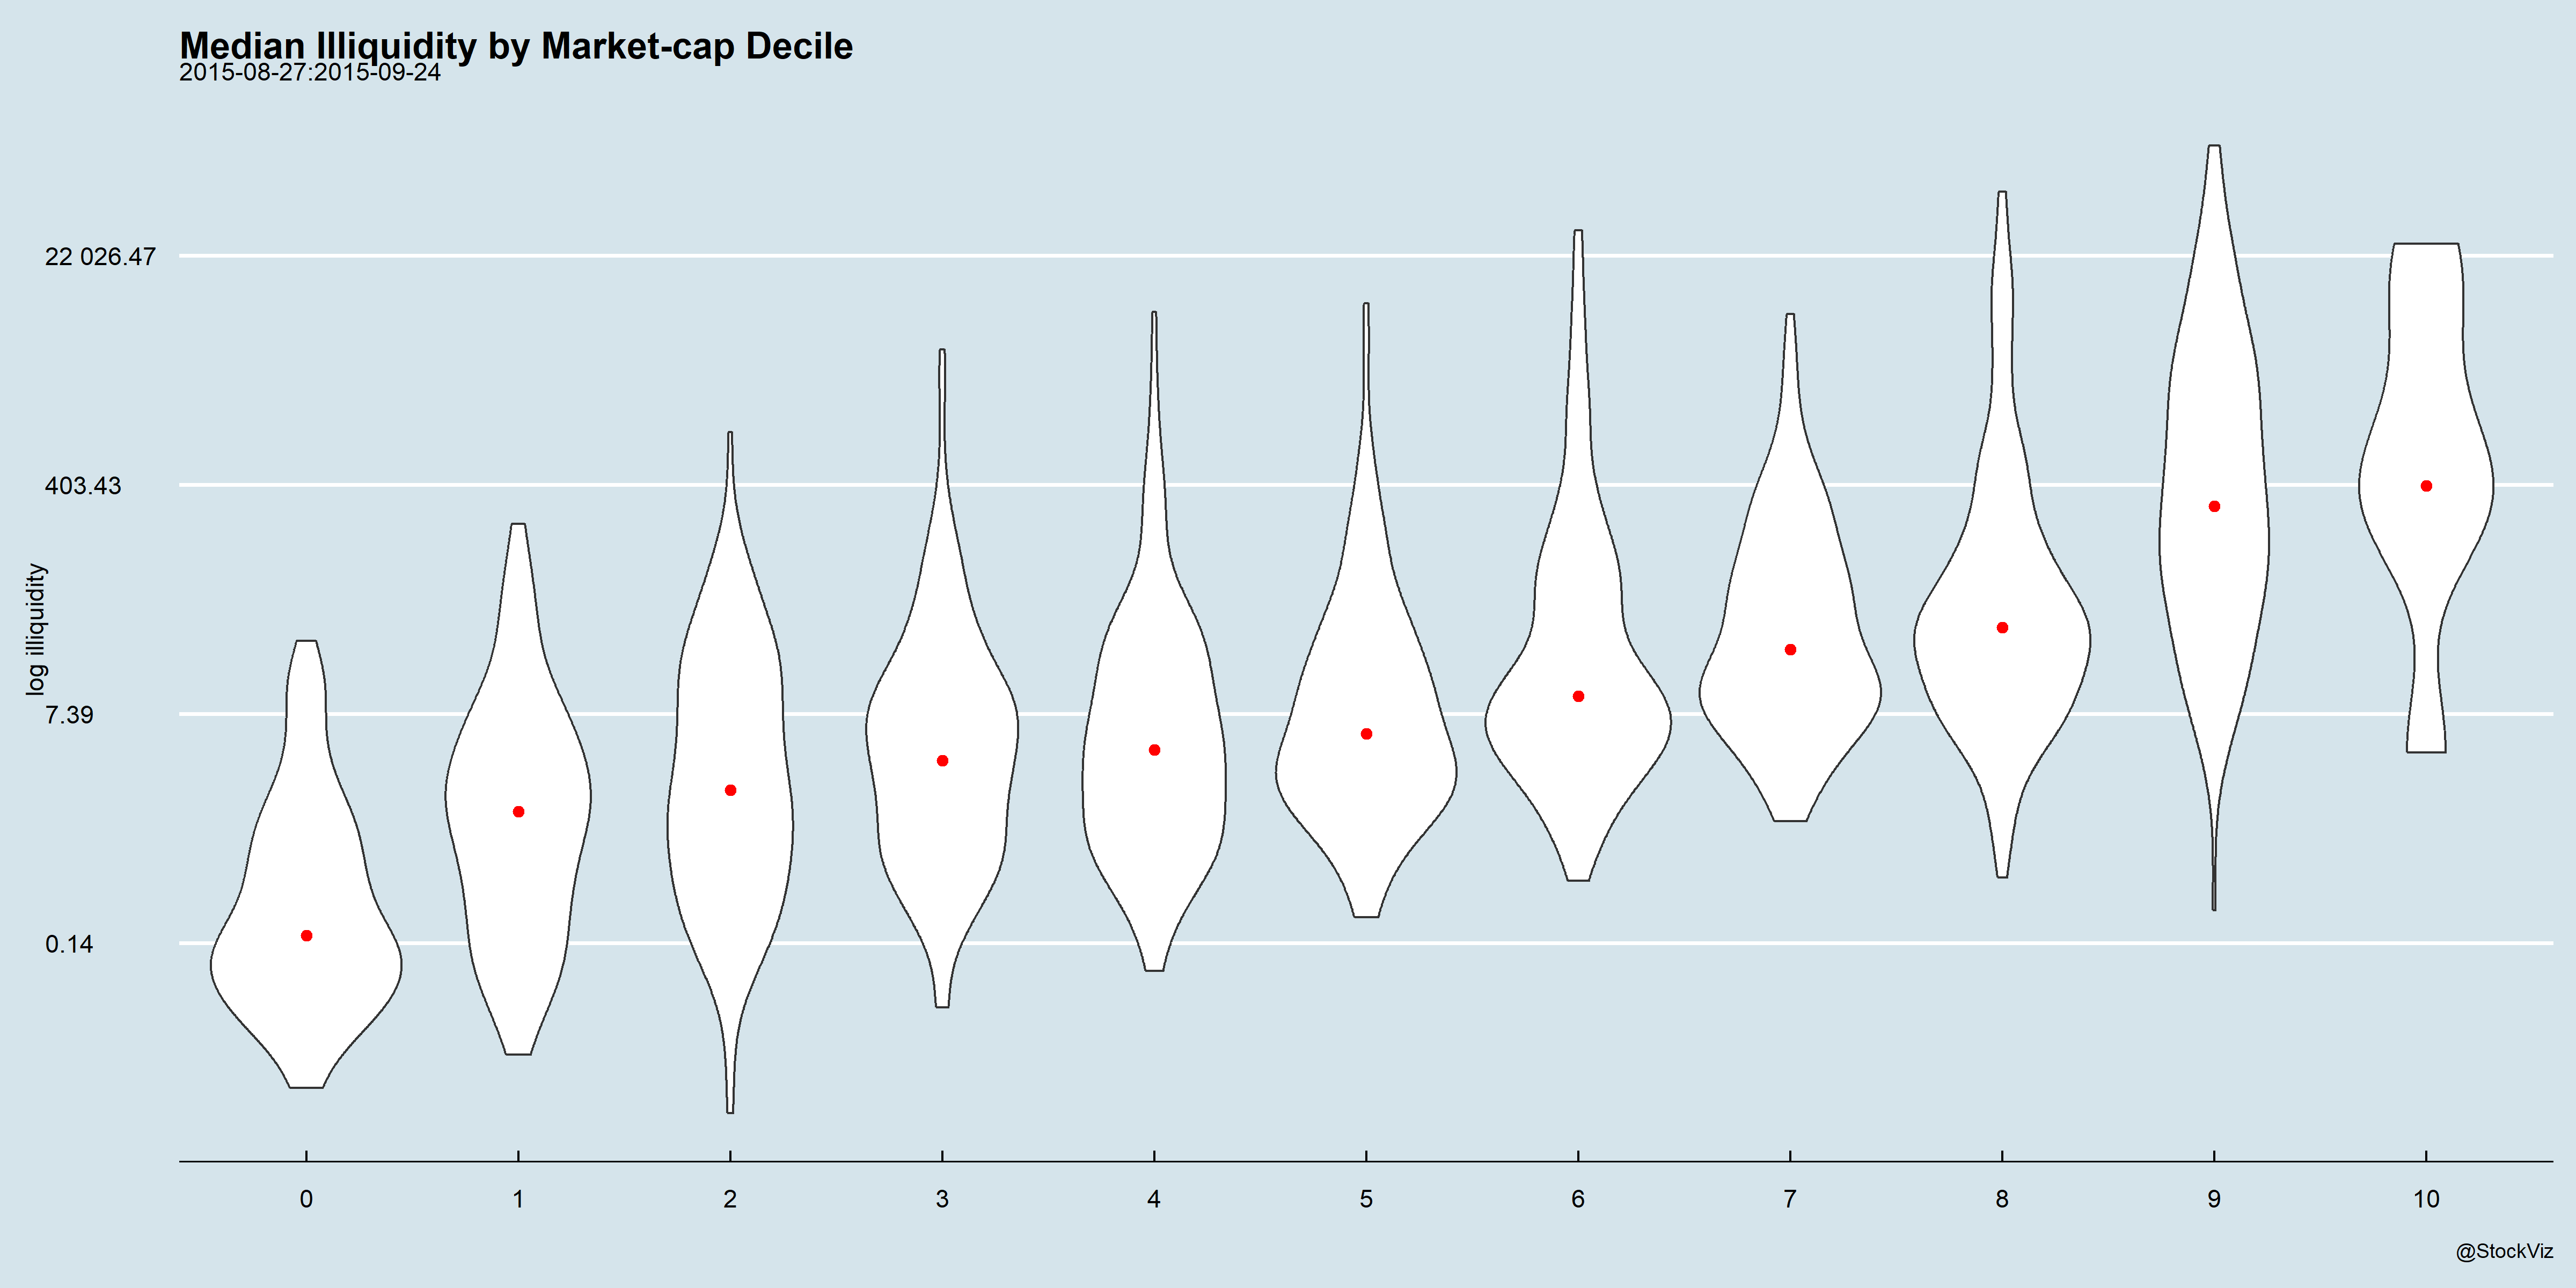 Median Illiquidity by Market-cap Decile
2015-08-27:2015-09-24
22 026.47
403.43
7.39
0.14
log illiquidity
0 1 2 3 4 5 6 7 8 9 10
@StockViz